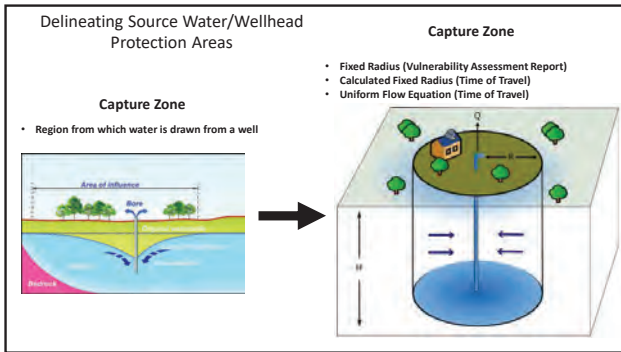 Delineating Source Water/Wellhead
Protection Areas
Capture Zone
• Region from which water is drawn from a well
Area of influence
Bore
Bedrock
Capture Zone
• Fixed Radius (Vulnerability Assessment Report)
• Calculated Fixed Radius (Time of Travel)
• Uniform Flow Equation (Time of Travel)
Q
R
H